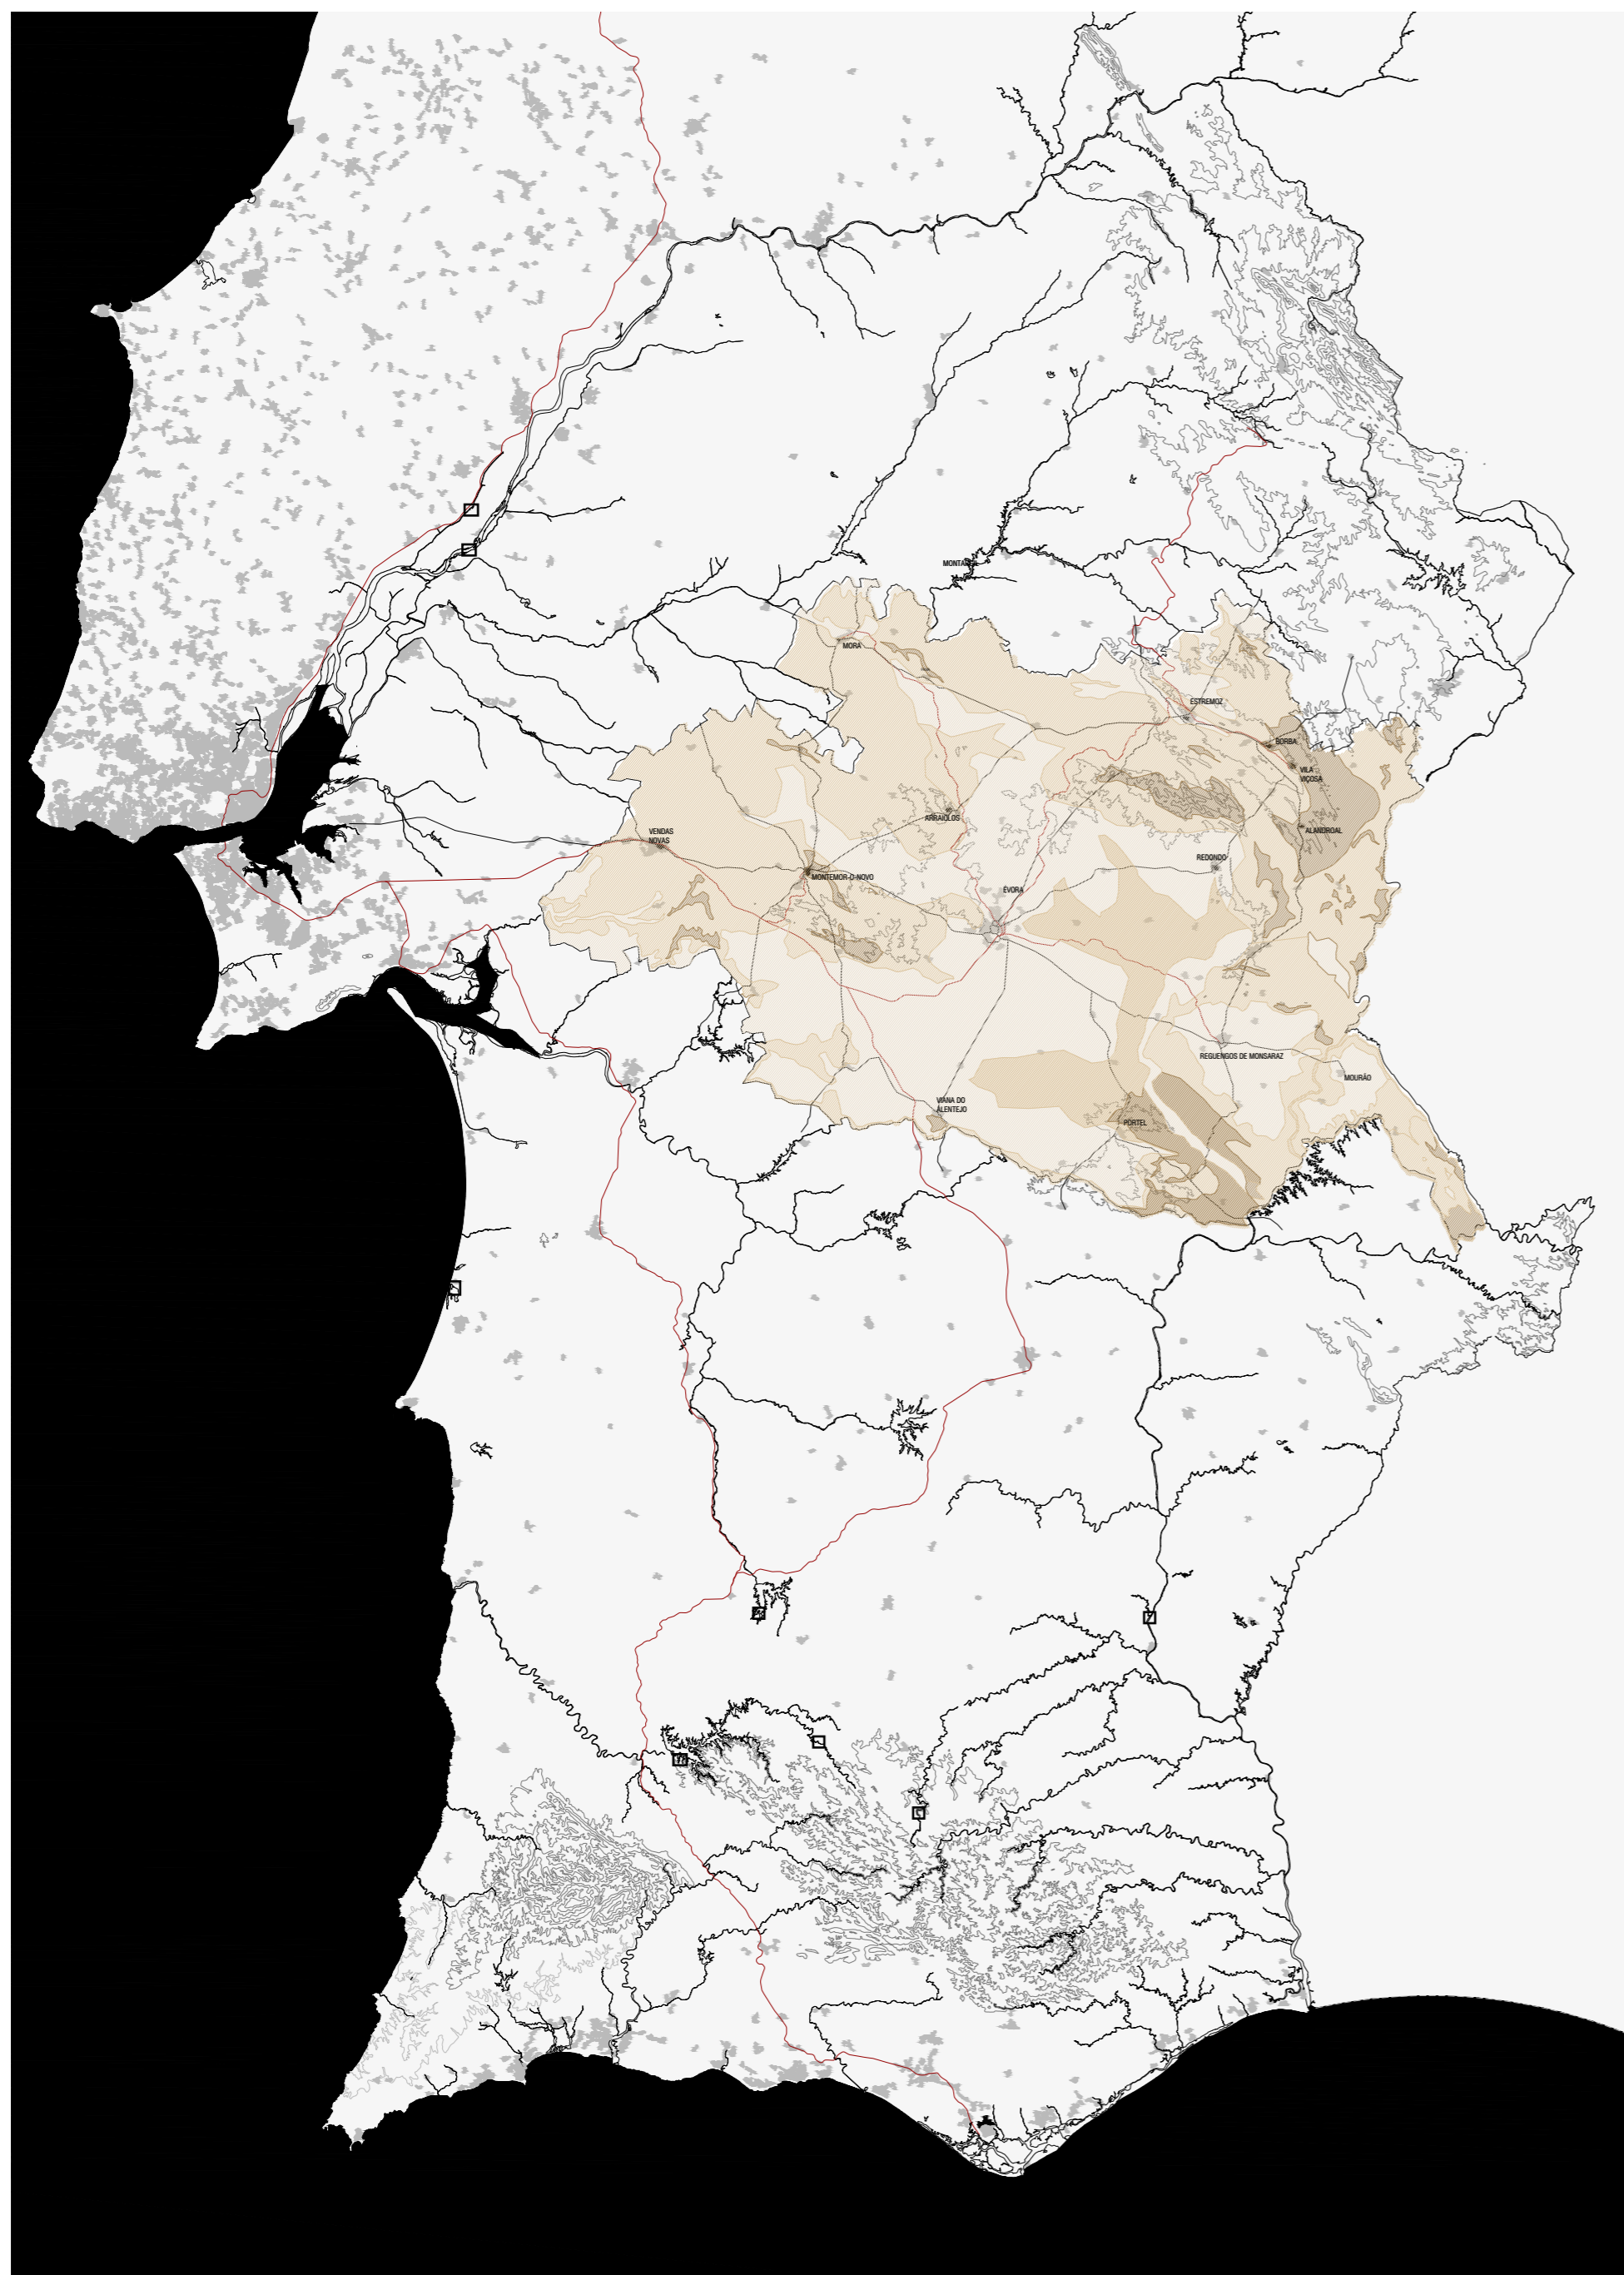 MORA
ESTREMOZ
BORBA
VILA
VIÇOSA
ARRAIOLOS
ALANDROAL
VENDAS
NOVAS
REDONDO
MONTEMOR-O-NOVO
ÉVORA
REGUENGOS DE MONSARAZ
MOURÃO
VIANA DO
ALENTEJO
PORTEL